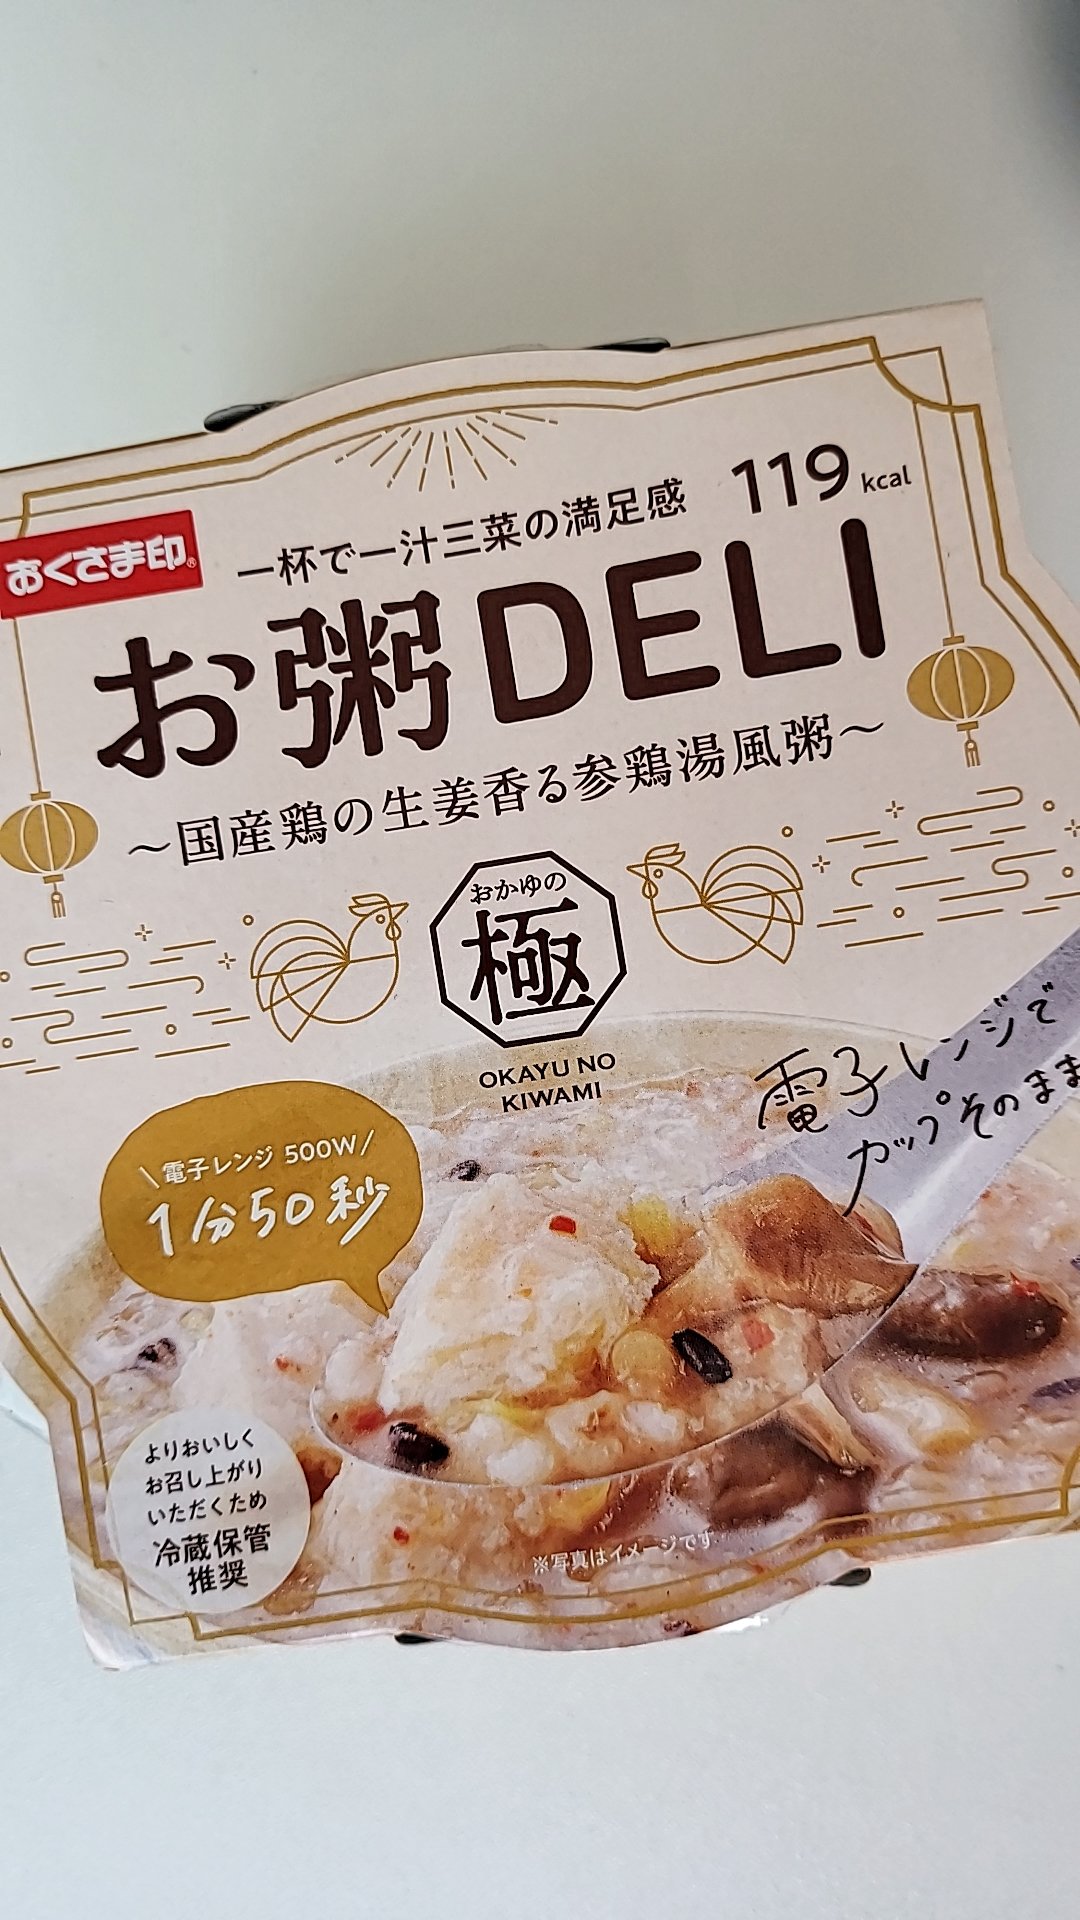 おくさま印®
一杯で一汁三菜の満足感 119kcal
お粥DELI
～国産鶏の生姜香る参鶏湯風粥～
おかゆの
極
OKAYU NO
KIWAMI
電子レンジで
カップそのまま
\電子レンジ 500W/
1分50秒
よりおいしく
お召し上がり
いただくため
冷蔵保管
推奨
※写真はイメージです